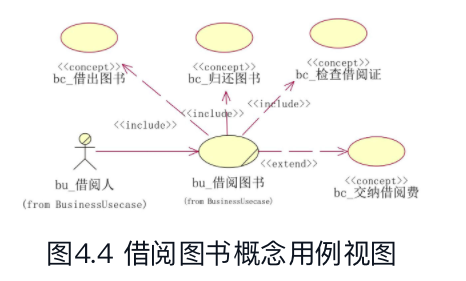 <<concept>>
bc_借出图书
<<concept>>
bc_归还图书
<<concept>>
bc_检查借阅证
<<include>>
<<include>>
<<include>>
<<extend>>
bu_借阅人
(from BusinessUsecase)
bu_借阅图书
(from BusinessUsecase)
<<concept>>
bc_交纳借阅费
图4.4 借阅图书概念用例视图